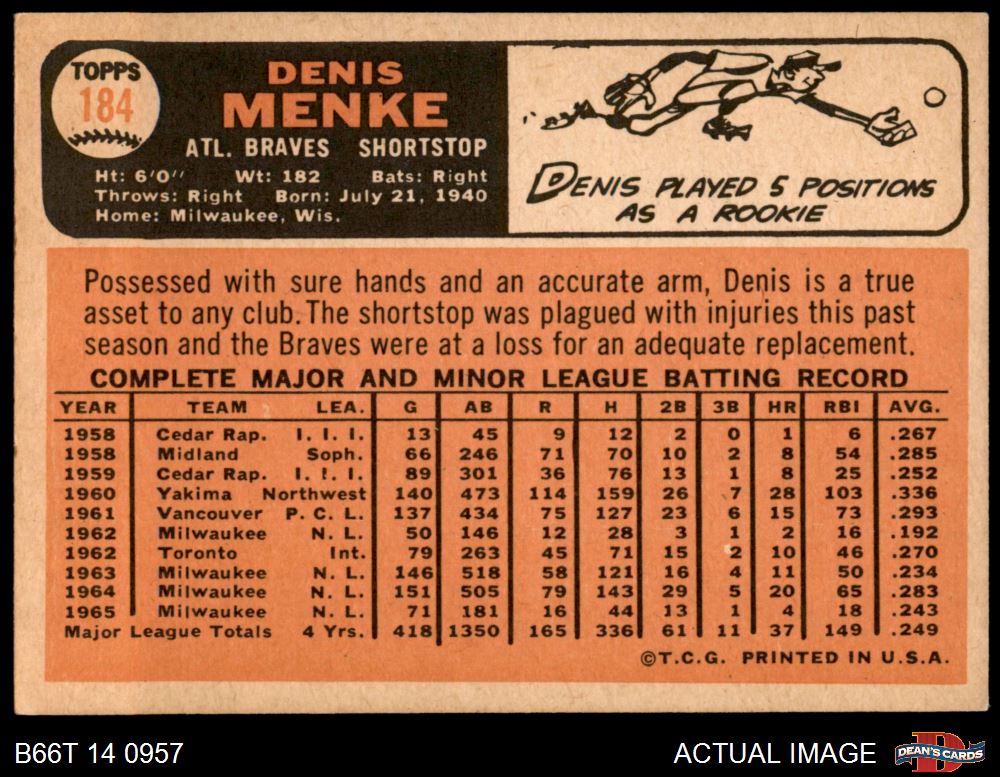 TOPPS
184
DENIS
MENKE
ATL. BRAVES SHORTSTOP
Ht: 6'0" Wt: 182 Bats: Right
Throws: Right Born: July 21, 1940
Home: Milwaukee, Wis.
DENIS PLAYED 5 POSITIONS
AS A ROOKIE
Possessed with sure hands and an accurate arm, Denis is a true
asset to any club. The shortstop was plagued with injuries this past
season and the Braves were at a loss for an adequate replacement.
COMPLETE MAJOR AND MINOR LEAGUE BATTING RECORD
YEAR TEAM LEA. G AB R H 2B 3B HR RBI AVG.
1958 Cedar Rap. I. I. I. 13 45 9 12 2 0 1 6 .267
1958 Midland Soph. 66 246 71 70 10 2 8 54 .285
1959 Cedar Rap. I. I. I. 89 301 36 76 13 1 8 25 .252
1960 Yakima Northwest 140 473 114 159 26 7 28 103 .336
1961 Vancouver P. C. L. 137 434 75 127 23 6 15 73 .293
1962 Milwaukee N. L. 50 146 12 28 3 1 2 16 .192
1962 Toronto Int. 79 263 45 71 15 2 10 46 .270
1963 Milwaukee N. L. 146 518 58 121 16 4 11 50 .234
1964 Milwaukee N. L. 151 505 79 143 29 5 20 65 .283
1965 Milwaukee N. L. 71 181 16 44 13 1 4 18 .243
Major League Totals 4 Yrs. 418 1350 165 336 61 11 37 149 .249
©T.C.G. PRINTED IN U.S.A.
B66T 14 0957
ACTUAL IMAGE
D
DEAN'S CARDS